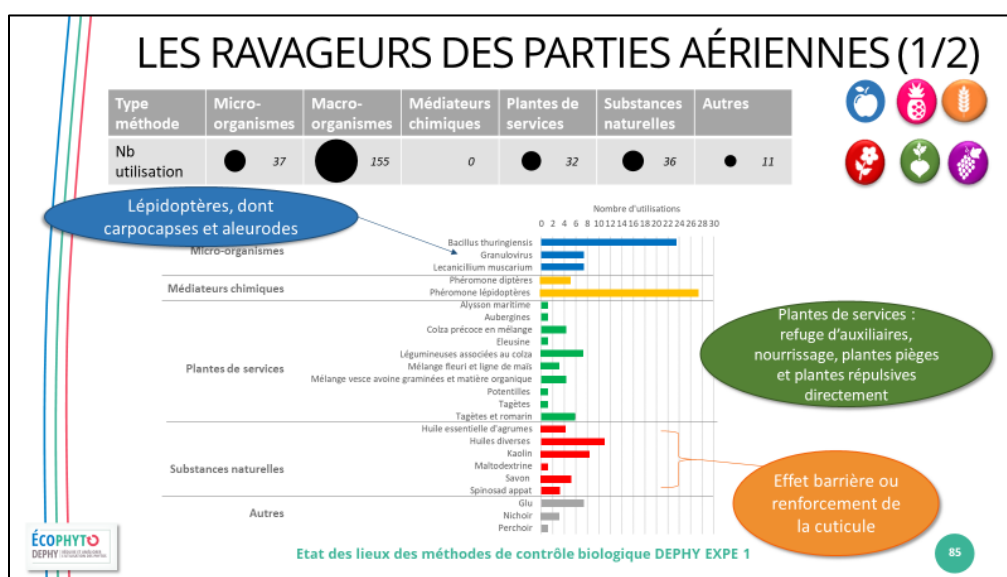 LES RAVAGEURS DES PARTIES AÉRIENNES (1/2)
Type méthode
Micro-organismes
Macro-organismes
Médiateurs chimiques
Plantes de services
Substances naturelles
Autres
Nb utilisation
37
155
0
32
36
11
Lépidoptères, dont
carpocapses et aleurodes
Nombre d'utilisations
0 2 4 6 8 10 12 14 16 18 20 22 24 26 28 30
Micro-organismes
Bacillus thuringiensis
Granulovirus
Lecanicillium muscarium
Médiateurs chimiques
Phéromone diptères
Phéromone lépidoptères
Plantes de services
Alysson maritime
Aubergines
Colza précoce en mélange
Eleusine
Légumineuses associées au colza
Mélange fleuri et ligne de maïs
Mélange vesce avoine graminées et matière organique
Potentilles
Tagètes
Tagètes et romarin
Plantes de services :
refuge d'auxiliaires,
nourrissage, plantes pièges
et plantes répulsives
directement
Substances naturelles
Huile essentielle d'agrumes
Huiles diverses
Kaolin
Maltodextrine
Savon
Spinosad appat
Effet barrière ou
renforcement de
la cuticule
Autres
Glu
Nichoir
Perchoir
ÉCOPHYTO
DEPHY
Etat des lieux des méthodes de contrôle biologique DEPHY EXPE 1
85